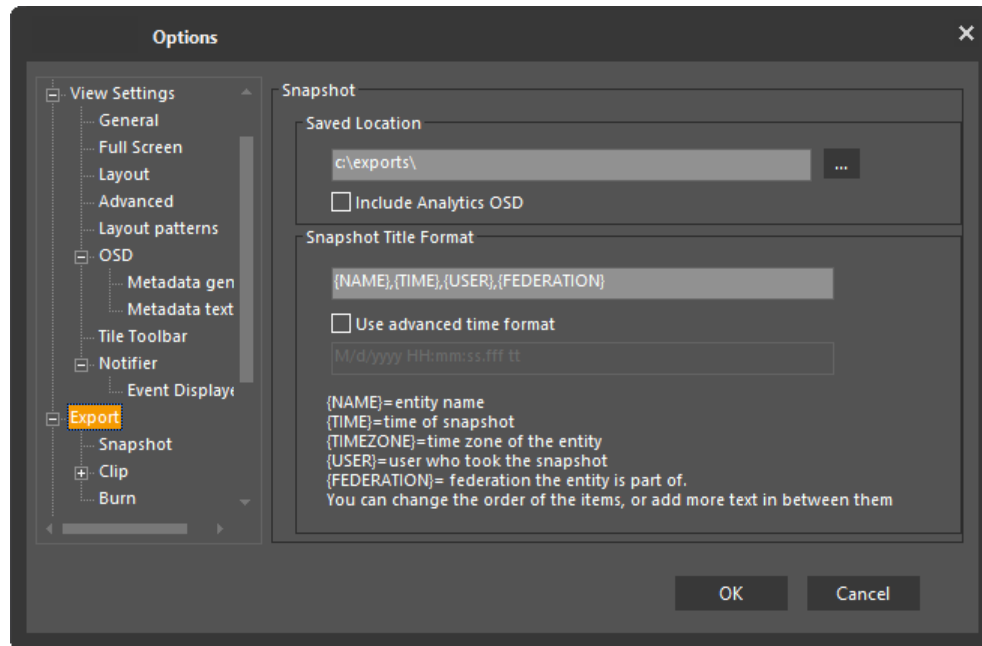 Options
View Settings
General
Full Screen
Layout
Advanced
Layout patterns
OSD
Metadata gen
Metadata text
Tile Toolbar
Notifier
Event Displaye
Export
Snapshot
Clip
Burn
Snapshot
Saved Location
c:\exports\
...
Include Analytics OSD
Snapshot Title Format
{NAME},{TIME},{USER},{FEDERATION}
Use advanced time format
M/d/yyyy HH:mm:ss.fff tt
{NAME}=entity name
{TIME}=time of snapshot
{TIMEZONE}=time zone of the entity
{USER}=user who took the snapshot
{FEDERATION}= federation the entity is part of.
You can change the order of the items, or add more text in between them
OK
Cancel